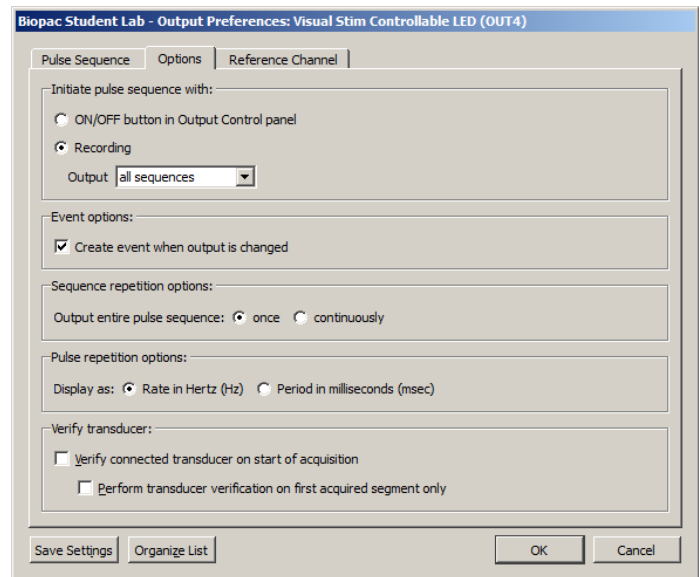 Biopac Student Lab - Output Preferences: Visual Stim Controllable LED (OUT4)
Pulse Sequence Options Reference Channel
Initiate pulse sequence with:
ON/OFF button in Output Control panel
Recording
Output all sequences
Event options:
Create event when output is changed
Sequence repetition options:
Output entire pulse sequence: once continuously
Pulse repetition options:
Display as: Rate in Hertz (Hz) Period in milliseconds (msec)
Verify transducer:
Verify connected transducer on start of acquisition
Perform transducer verification on first acquired segment only
Save Settings Organize List OK Cancel